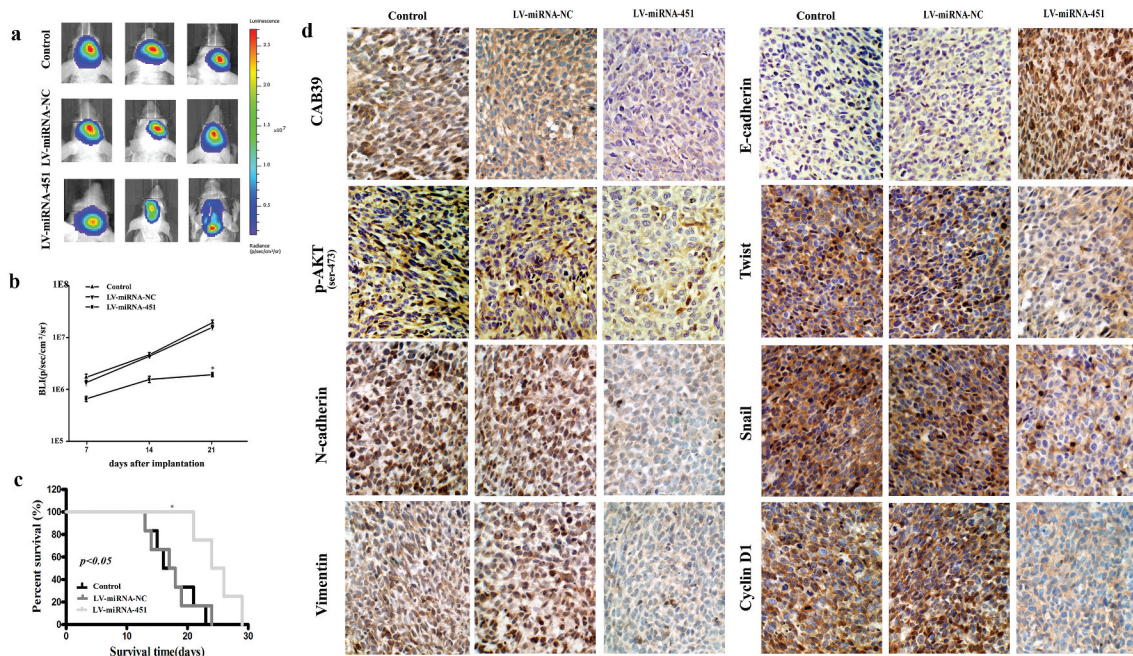 a
Control
LV-miRNA-NC
LV-miRNA-451
Luminescence
2.5
2.0
x10⁷
1.5
1.0
0.5
Radiance
(p/sec/cm²/sr)
b
Control
LV-miRNA-NC
LV-miRNA-451
BLI(p/sec/cm²/sr)
1E8
1E7
1E6
1E5
*
7 14 21
days after implantation
c
Percent survival (%)
120
100
80
60
40
20
0
*
p<0.05
Control
LV-miRNA-NC
LV-miRNA-451
0 10 20 30
Survival time(days)
d
Control LV-miRNA-NC LV-miRNA-451
CAB39
p-AKT
(ser-473)
N-cadherin
Vimentin
Control LV-miRNA-NC LV-miRNA-451
E-cadherin
Twist
Snail
Cyclin D1